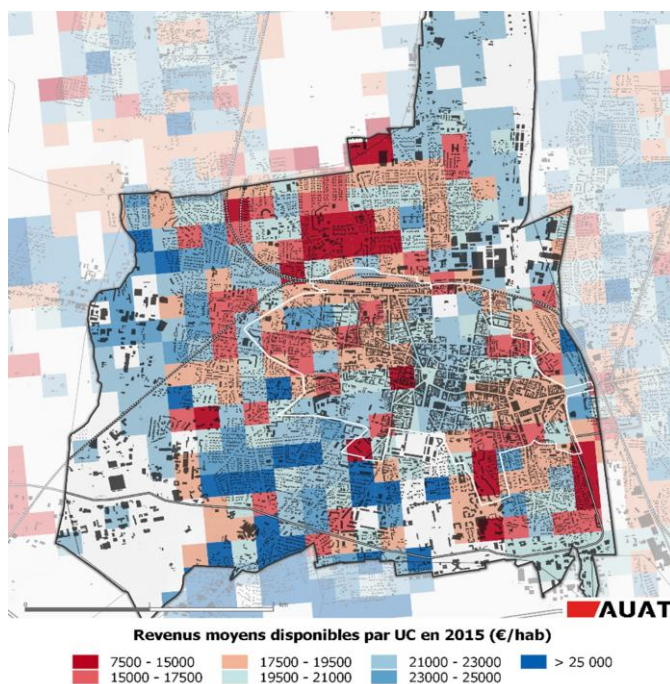 AUAT
Revenus moyens disponibles par UC en 2015 (€/hab)
7500 - 15000 17500 - 19500 21000 - 23000 > 25 000
15000 - 17500 19500 - 21000 23000 - 25000